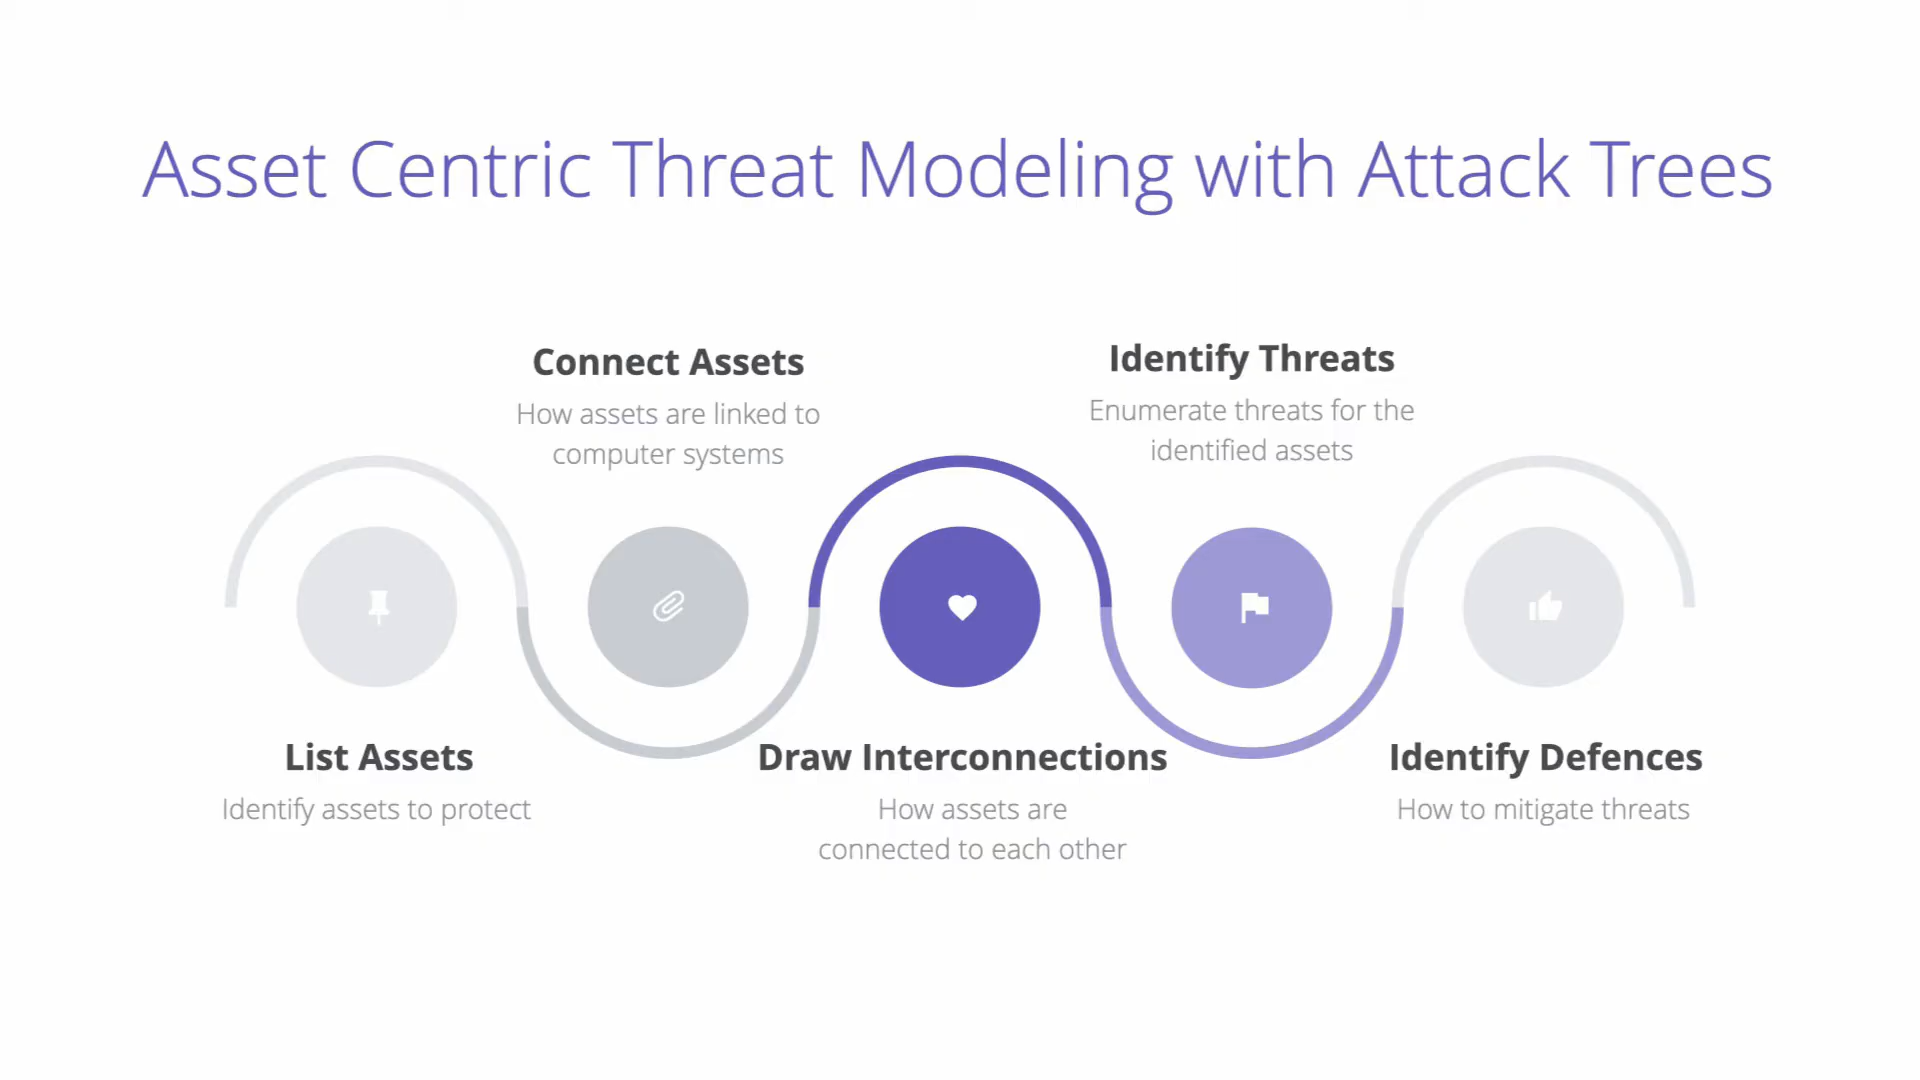 Asset Centric Threat Modeling with Attack Trees
List Assets
Identify assets to protect
Connect Assets
How assets are linked to
computer systems
Draw Interconnections
How assets are
connected to each other
Identify Threats
Enumerate threats for the
identified assets
Identify Defences
How to mitigate threats